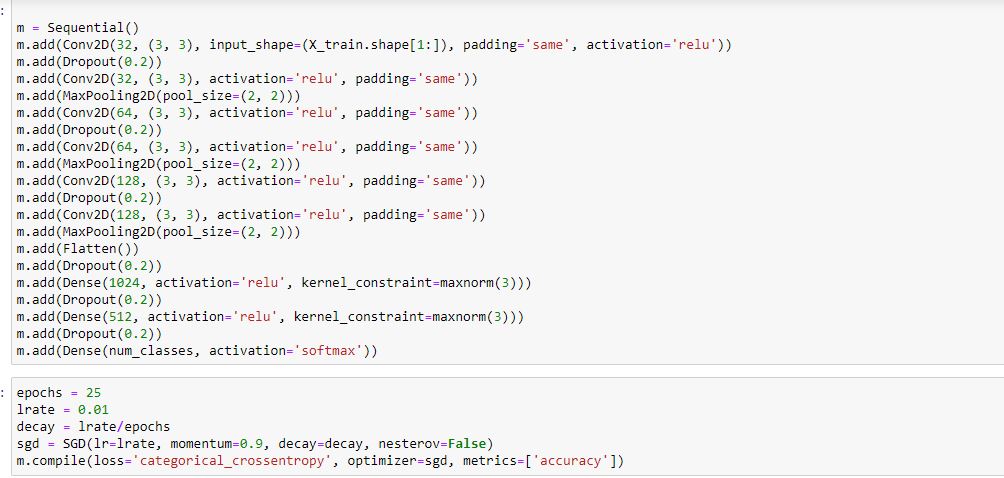 :
m = Sequential()
m.add(Conv2D(32, (3, 3), input_shape=(X_train.shape[1:]), padding='same', activation='relu'))
m.add(Dropout(0.2))
m.add(Conv2D(32, (3, 3), activation='relu', padding='same'))
m.add(MaxPooling2D(pool_size=(2, 2)))
m.add(Conv2D(64, (3, 3), activation='relu', padding='same'))
m.add(Dropout(0.2))
m.add(Conv2D(64, (3, 3), activation='relu', padding='same'))
m.add(MaxPooling2D(pool_size=(2, 2)))
m.add(Conv2D(128, (3, 3), activation='relu', padding='same'))
m.add(Dropout(0.2))
m.add(Conv2D(128, (3, 3), activation='relu', padding='same'))
m.add(MaxPooling2D(pool_size=(2, 2)))
m.add(Flatten())
m.add(Dropout(0.2))
m.add(Dense(1024, activation='relu', kernel_constraint=maxnorm(3)))
m.add(Dropout(0.2))
m.add(Dense(512, activation='relu', kernel_constraint=maxnorm(3)))
m.add(Dropout(0.2))
m.add(Dense(num_classes, activation='softmax'))
: epochs = 25
lrate = 0.01
decay = lrate/epochs
sgd = SGD(lr=lrate, momentum=0.9, decay=decay, nesterov=False)
m.compile(loss='categorical_crossentropy', optimizer=sgd, metrics=['accuracy'])